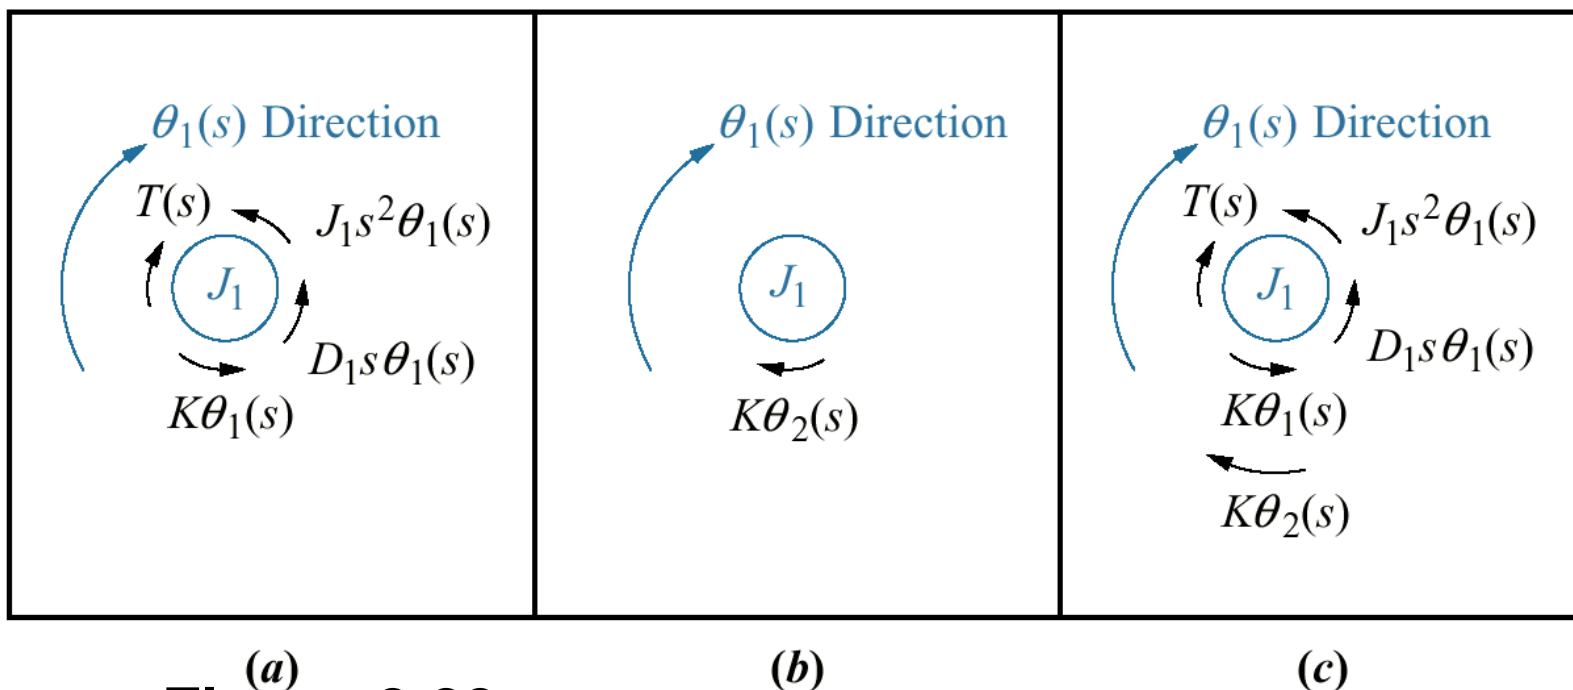 θ₁(s) Direction
T(s)
J₁s²θ₁(s)
J₁
D₁sθ₁(s)
Kθ₁(s)
(a)
θ₁(s) Direction
J₁
Kθ₂(s)
(b)
θ₁(s) Direction
T(s)
J₁s²θ₁(s)
J₁
D₁sθ₁(s)
Kθ₁(s)
Kθ₂(s)
(c)